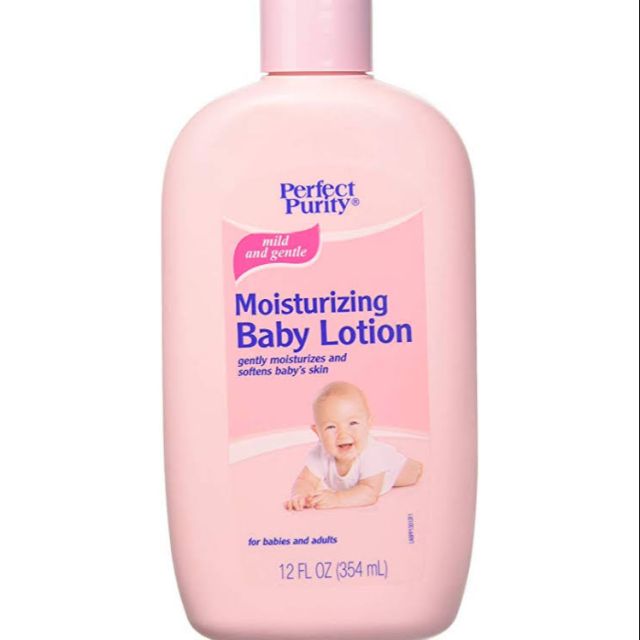 Perfect
Purity®
mild
and gentle
Moisturizing
Baby Lotion
gently moisturizes and
softens baby's skin
for babies and adults
12 FL OZ (354 mL)